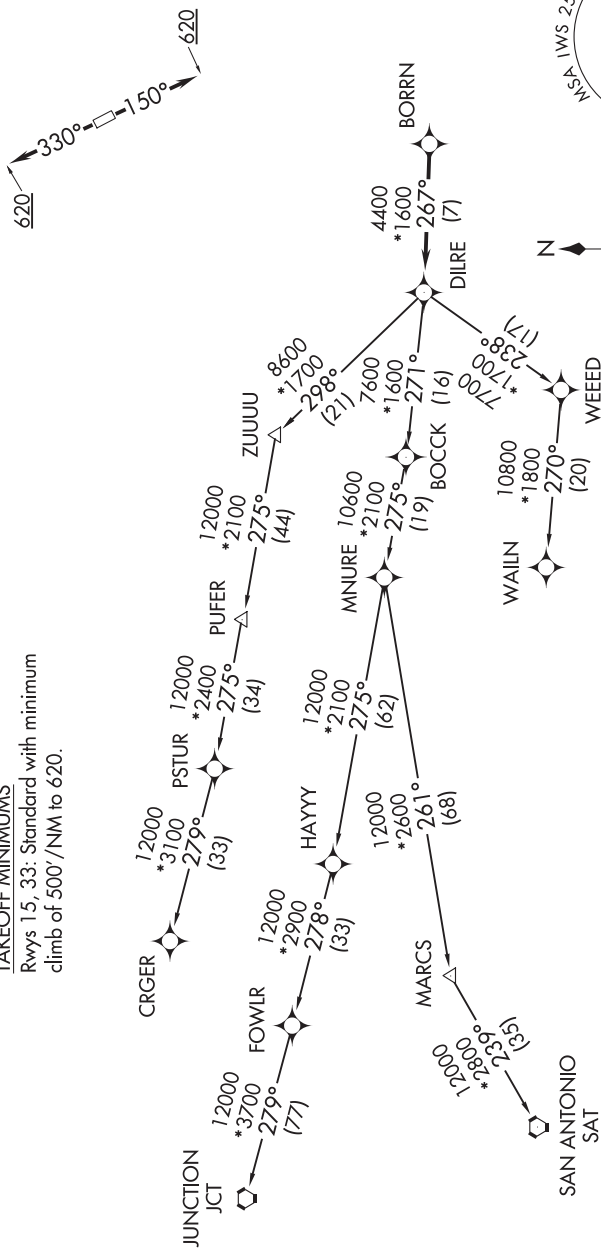 TAKEOFF MINIMUMS
Rwys 15, 33: Standard with minimum
climb of 500'/NM to 620.
620
330°
150°
620
MSA IWS 25
N
BORRN
4400
*1600
267°
(7)
DILRE
8600
*1700
298°
(21)
ZUUUU
12000
*2100
275°
(44)
PUFER
12000
*2400
275°
(34)
PSTUR
12000
*3100
279°
(33)
CRGER
7600
*1600
271°
(16)
BOCCK
10600
*2100
275°
(19)
MNURE
12000
*2100
275°
(62)
HAYYY
12000
*2900
278°
(33)
FOWLR
12000
*3700
279°
(77)
JUNCTION
JCT
12000
*2600
261°
(68)
MARCS
12000
*2800
239°
(35)
SAN ANTONIO
SAT
7700
*1700
238°
(17)
WEEED
10800
*1800
270°
(20)
WAILN